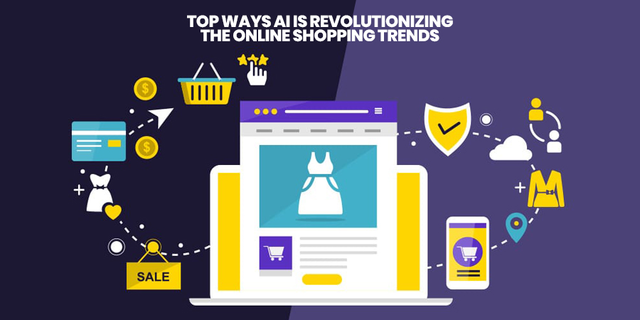 TOP WAYS AI IS REVOLUTIONIZING
THE ONLINE SHOPPING TRENDS
$
$
SALE